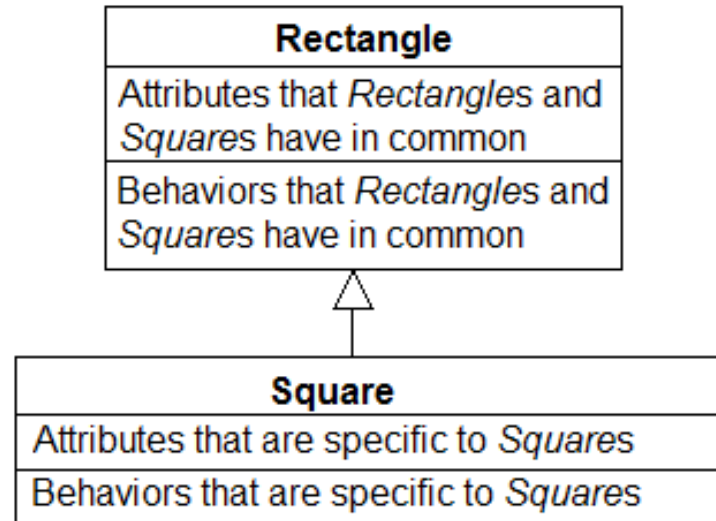 Rectangle
Attributes that Rectangles and
Squares have in common
Behaviors that Rectangles and
Squares have in common
Square
Attributes that are specific to Squares
Behaviors that are specific to Squares